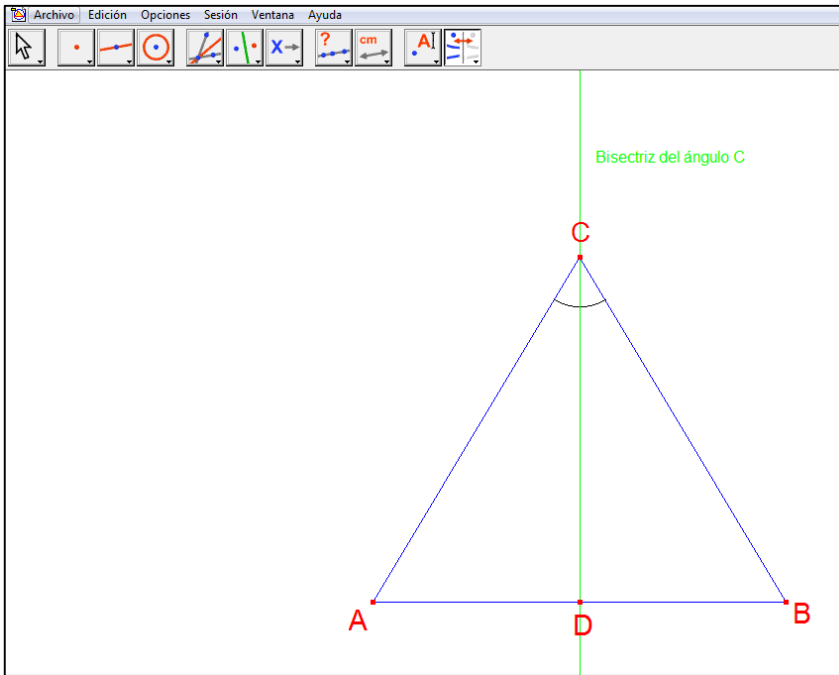 Archivo Edición Opciones Sesión Ventana Ayuda
X
?
cm
A
Bisectriz del ángulo C
C
A
D
B